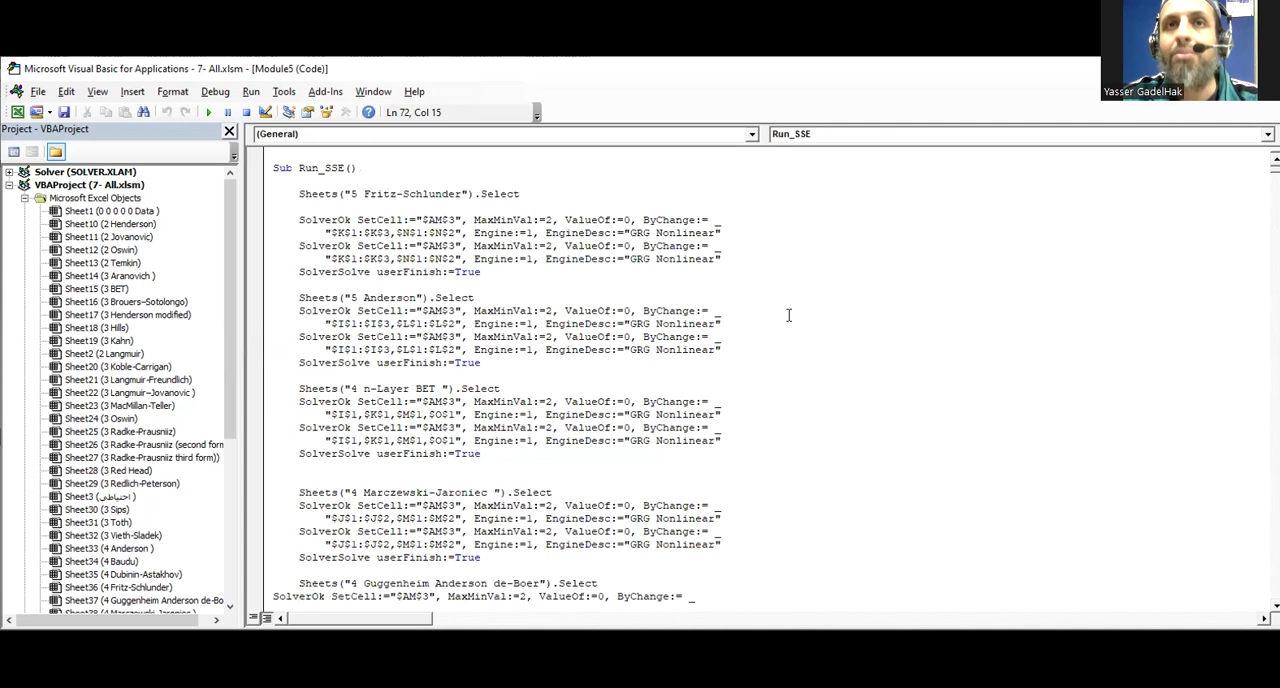 Yasser GadelHak
Microsoft Visual Basic for Applications - 7- All.xlsm - [Module5 (Code)]
File Edit View Insert Format Debug Run Tools Add-Ins Window Help
Ln 72, Col 15
Project - VBAProject
(General)
Run_SSE
Solver (SOLVER.XLAM)
VBAProject (7- All.xlsm)
Microsoft Excel Objects
Sheet1 (0 0 0 0 0 Data )
Sheet10 (2 Henderson)
Sheet11 (2 Jovanovic)
Sheet12 (2 Oswin)
Sheet13 (2 Temkin)
Sheet14 (3 Aranovich )
Sheet15 (3 BET)
Sheet16 (3 Brouers–Sotolongo)
Sheet17 (3 Henderson modified)
Sheet18 (3 Hills)
Sheet19 (3 Kahn)
Sheet2 (2 Langmuir)
Sheet20 (3 Koble-Carrigan)
Sheet21 (3 Langmuir-Freundlich)
Sheet22 (3 Langmuir–Jovanovic )
Sheet23 (3 MacMillan-Teller)
Sheet24 (3 Oswin)
Sheet25 (3 Radke-Prausniiz)
Sheet26 (3 Radke-Prausniiz (second form
Sheet27 (3 Radke-Prausniiz third form))
Sheet28 (3 Red Head)
Sheet29 (3 Redlich-Peterson)
Sheet3 (احتياطي )
Sheet30 (3 Sips)
Sheet31 (3 Toth)
Sheet32 (3 Vieth-Sladek)
Sheet33 (4 Anderson )
Sheet34 (4 Baudu)
Sheet35 (4 Dubinin-Astakhov)
Sheet36 (4 Fritz-Schlunder)
Sheet37 (4 Guggenheim Anderson de-Bo
Sheet38 (4 Marczewski-Jaroniec )
Sub Run_SSE()
Sheets("5 Fritz-Schlunder").Select
SolverOk SetCell:="$AM$3", MaxMinVal:=2, ValueOf:=0, ByChange:= _
"$K$1:$K$3,$N$1:$N$2", Engine:=1, EngineDesc:="GRG Nonlinear"
SolverOk SetCell:="$AM$3", MaxMinVal:=2, ValueOf:=0, ByChange:= _
"$K$1:$K$3,$N$1:$N$2", Engine:=1, EngineDesc:="GRG Nonlinear"
SolverSolve userFinish:=True
Sheets("5 Anderson").Select
SolverOk SetCell:="$AM$3", MaxMinVal:=2, ValueOf:=0, ByChange:= _
"$I$1:$I$3,$L$1:$L$2", Engine:=1, EngineDesc:="GRG Nonlinear"
SolverOk SetCell:="$AM$3", MaxMinVal:=2, ValueOf:=0, ByChange:= _
"$I$1:$I$3,$L$1:$L$2", Engine:=1, EngineDesc:="GRG Nonlinear"
SolverSolve userFinish:=True
Sheets("4 n-Layer BET ").Select
SolverOk SetCell:="$AM$3", MaxMinVal:=2, ValueOf:=0, ByChange:= _
"$I$1,$K$1,$M$1,$O$1", Engine:=1, EngineDesc:="GRG Nonlinear"
SolverOk SetCell:="$AM$3", MaxMinVal:=2, ValueOf:=0, ByChange:= _
"$I$1,$K$1,$M$1,$O$1", Engine:=1, EngineDesc:="GRG Nonlinear"
SolverSolve userFinish:=True
Sheets("4 Marczewski-Jaroniec ").Select
SolverOk SetCell:="$AM$3", MaxMinVal:=2, ValueOf:=0, ByChange:= _
"$J$1:$J$2,$M$1:$M$2", Engine:=1, EngineDesc:="GRG Nonlinear"
SolverOk SetCell:="$AM$3", MaxMinVal:=2, ValueOf:=0, ByChange:= _
"$J$1:$J$2,$M$1:$M$2", Engine:=1, EngineDesc:="GRG Nonlinear"
SolverSolve userFinish:=True
Sheets("4 Guggenheim Anderson de-Boer").Select
SolverOk SetCell:="$AM$3", MaxMinVal:=2, ValueOf:=0, ByChange:= _